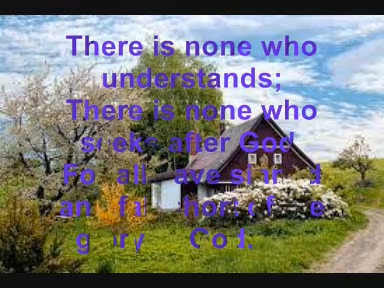 There is none who
understands;
There is none who
seeks after God
For all have sinned
and fall short of the
glory of God,